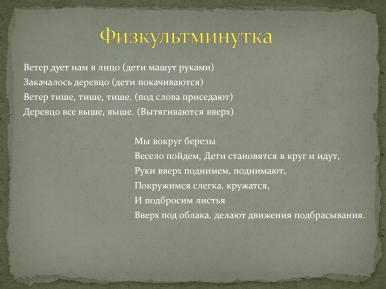 Физкультминутка
Ветер дует нам в лицо (дети машут руками)
Закачалось деревцо (дети покачиваются)
Ветер тише, тише, тише. (под слова приседают)
Деревцо все выше, выше. (Вытягиваются вверх)
Мы вокруг березы
Весело пойдем, Дети становятся в круг и идут,
Руки вверх поднимем, поднимают,
Покружимся слегка. кружатся,
И подбросим листья
Вверх под облака. делают движения подбрасывания.